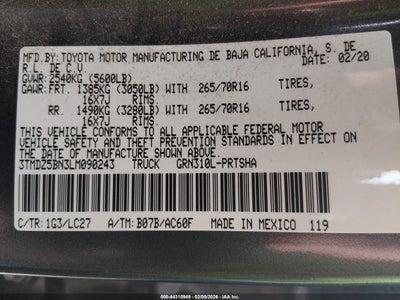 MFD.BY:TOYOTA MOTOR MANUFACTURING DE BAJA CALIFORNIA, S. DE
R.L. DE C.V. DATE: 02/20
GVWR: 2540KG (5600LB)
GAWR: FRT. 1385KG (3050LB) WITH 265/70R16 TIRES,
16X7J RIMS.
RR. 1490KG (3280LB) WITH 265/70R16 TIRES,
16X7J RIMS.
THIS VEHICLE CONFORMS TO ALL APPLICABLE FEDERAL MOTOR
VEHICLE SAFETY AND THEFT PREVENTION STANDARDS IN EFFECT ON
THE DATE OF MANUFACTURE SHOWN ABOVE.
3TMDZ5BN3LM090243 TRUCK GRN310L-PRTSHA
C/TR: 1G3/LC27 A/TM: B07B/AC60F MADE IN MEXICO 119
000-44310949 - 02/09/2026 - IAAI.COM